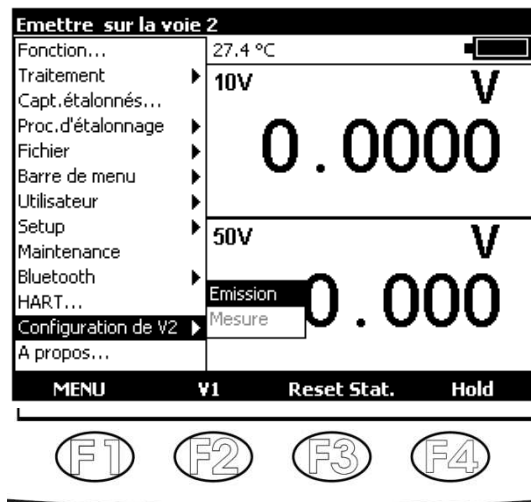 Emettre sur la voie 2
Fonction...
27.4 °C
Traitement
10V
V
Capt.étalonnés...
Proc.d'étalonnage
0.0000
Fichier
Barre de menu
Utilisateur
Setup
50V
V
Maintenance
Bluetooth
Emission
0.000
HART...
Mesure
Configuration de V2
A propos...
MENU V1 Reset Stat. Hold
F1 F2 F3 F4